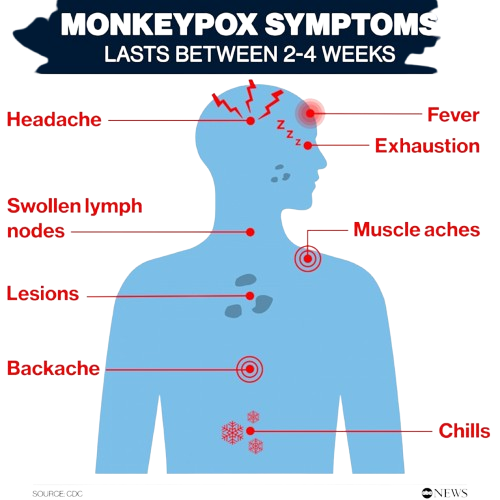 MONKEYPOX SYMPTOMS
LASTS BETWEEN 2-4 WEEKS
Headache
Fever
z
z
z
Exhaustion
Swollen lymph
nodes
Muscle aches
Lesions
Backache
Chills
SOURCE: CDC
abc NEWS